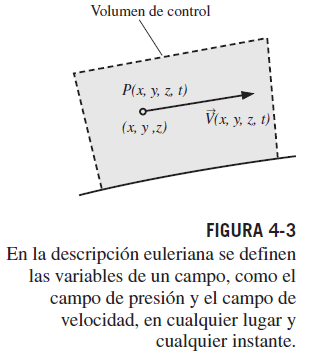 Volumen de control
P(x, y, z, t)
V⃗(x, y, z, t)
(x, y ,z)
FIGURA 4-3
En la descripción euleriana se definen
las variables de un campo, como el
campo de presión y el campo de
velocidad, en cualquier lugar y
cualquier instante.